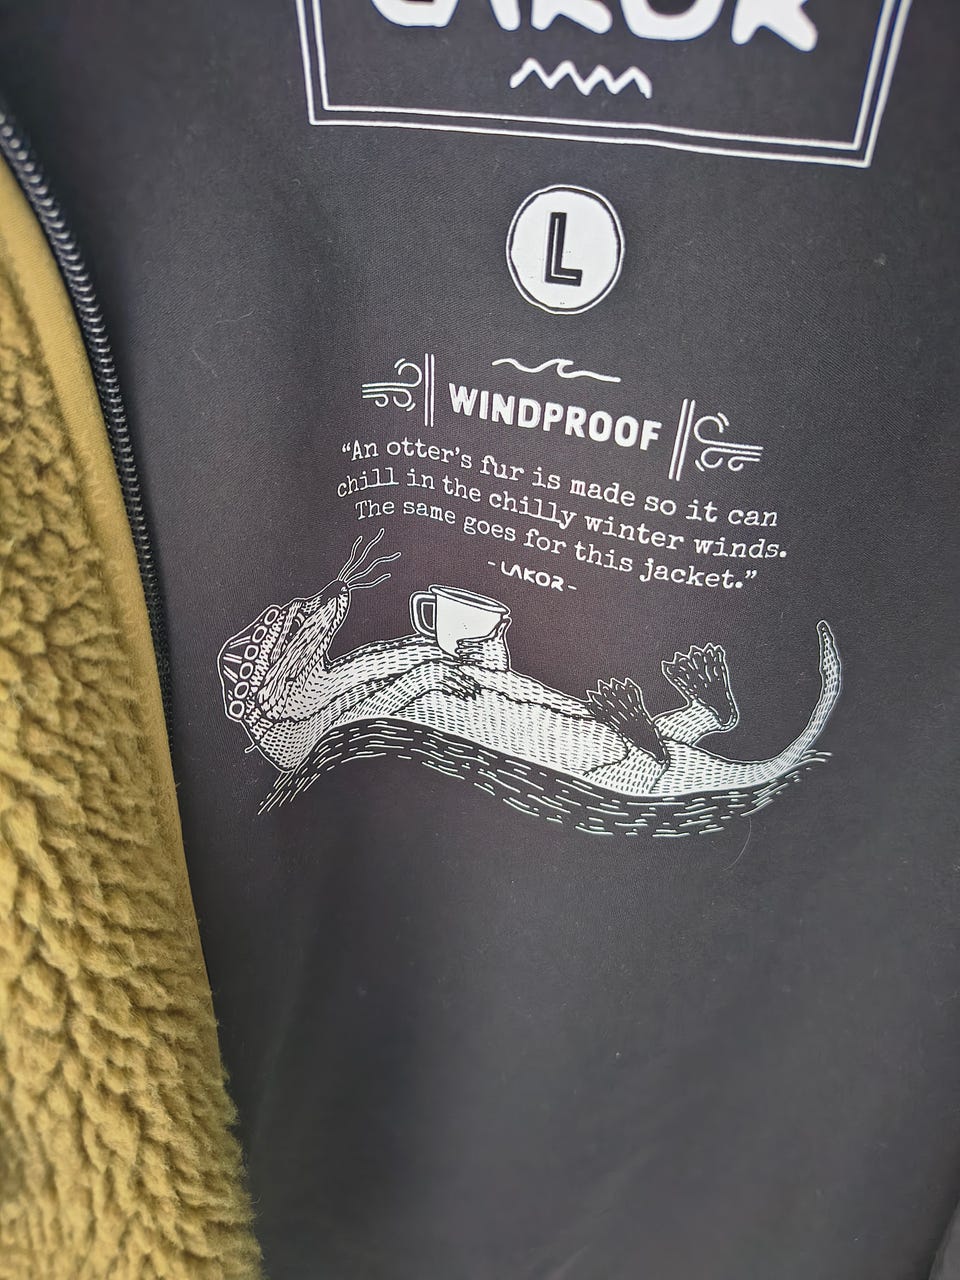 LAKOR
L
WINDPROOF
“An otter's fur is made so it can
chill in the chilly winter winds.
The same goes for this jacket.”
-LAKOR-